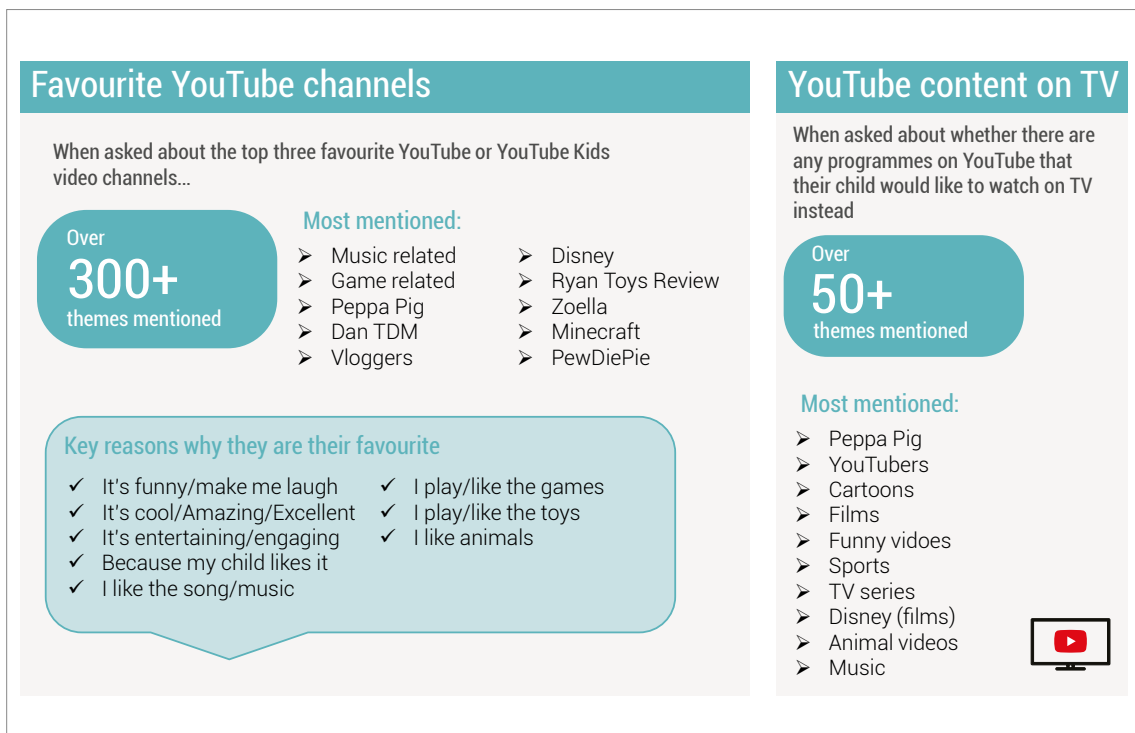 Favourite YouTube channels
When asked about the top three favourite YouTube or YouTube Kids
video channels...
Over
300+
themes mentioned
Most mentioned:
➢ Music related
➢ Game related
➢ Peppa Pig
➢ Dan TDM
➢ Vloggers
➢ Disney
➢ Ryan Toys Review
➢ Zoella
➢ Minecraft
➢ PewDiePie
Key reasons why they are their favourite
✓ It's funny/make me laugh
✓ It's cool/Amazing/Excellent
✓ It's entertaining/engaging
✓ Because my child likes it
✓ I like the song/music
✓ I play/like the games
✓ I play/like the toys
✓ I like animals
YouTube content on TV
When asked about whether there are
any programmes on YouTube that
their child would like to watch on TV
instead
Over
50+
themes mentioned
Most mentioned:
➢ Peppa Pig
➢ YouTubers
➢ Cartoons
➢ Films
➢ Funny vidoes
➢ Sports
➢ TV series
➢ Disney (films)
➢ Animal videos
➢ Music